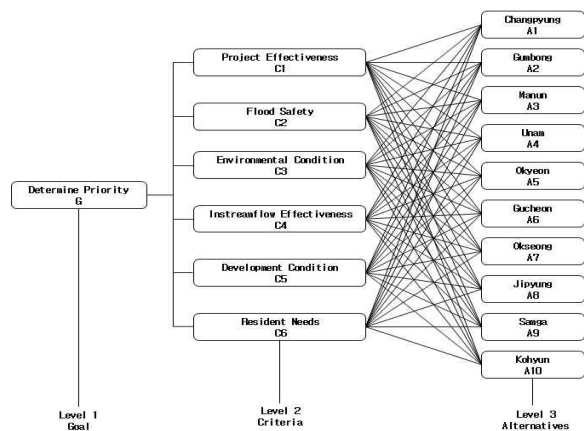 Determine Priority
G
Project Effectiveness
C1
Flood Safety
C2
Environmental Condition
C3
Instreamflow Effectiveness
C4
Development Condition
C5
Resident Needs
C6
Changpyung
A1
Gumbong
A2
Manun
A3
Unam
A4
Okyeon
A5
Gucheon
A6
Okseong
A7
Jipyung
A8
Samga
A9
Kohyun
A10
Level 1
Goal
Level 2
Criteria
Level 3
Alternatives